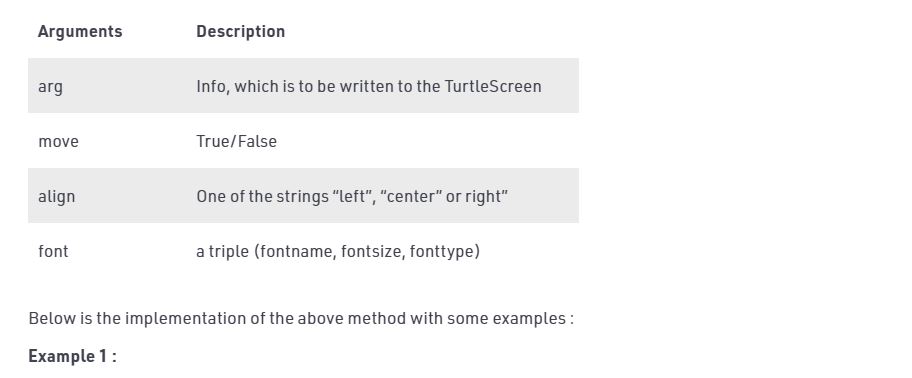 Arguments Description
arg Info, which is to be written to the TurtleScreen
move True/False
align One of the strings “left”, “center” or right”
font a triple (fontname, fontsize, fonttype)
Below is the implementation of the above method with some examples :
Example 1 :